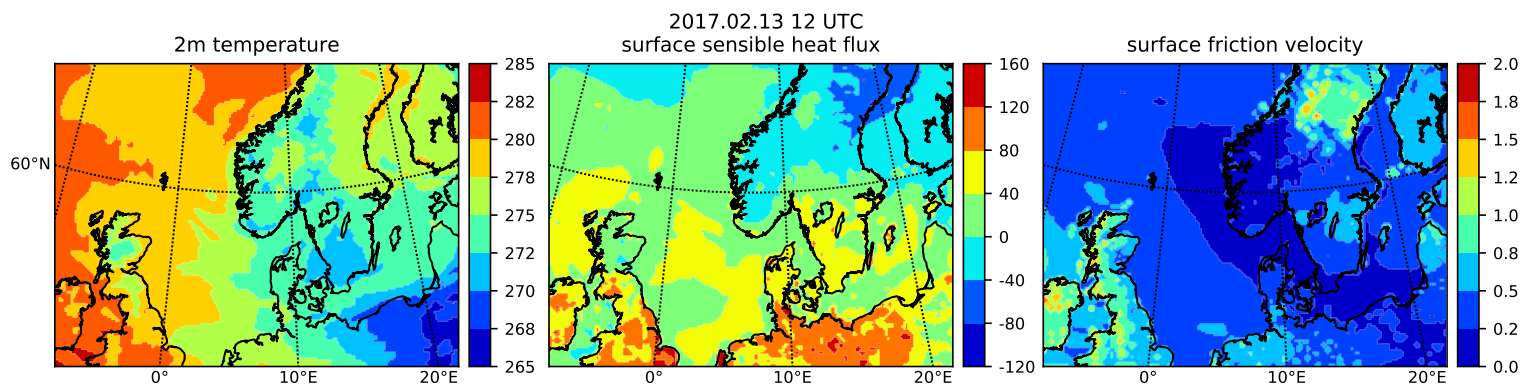 2017.02.13 12 UTC
2m temperature
surface sensible heat flux
surface friction velocity
60°N
0°
10°E
20°E
285
282
280
278
275
272
270
268
265
0°
10°E
20°E
160
120
80
40
0
-40
-80
-120
0°
10°E
20°E
2.0
1.8
1.5
1.2
1.0
0.8
0.5
0.2
0.0